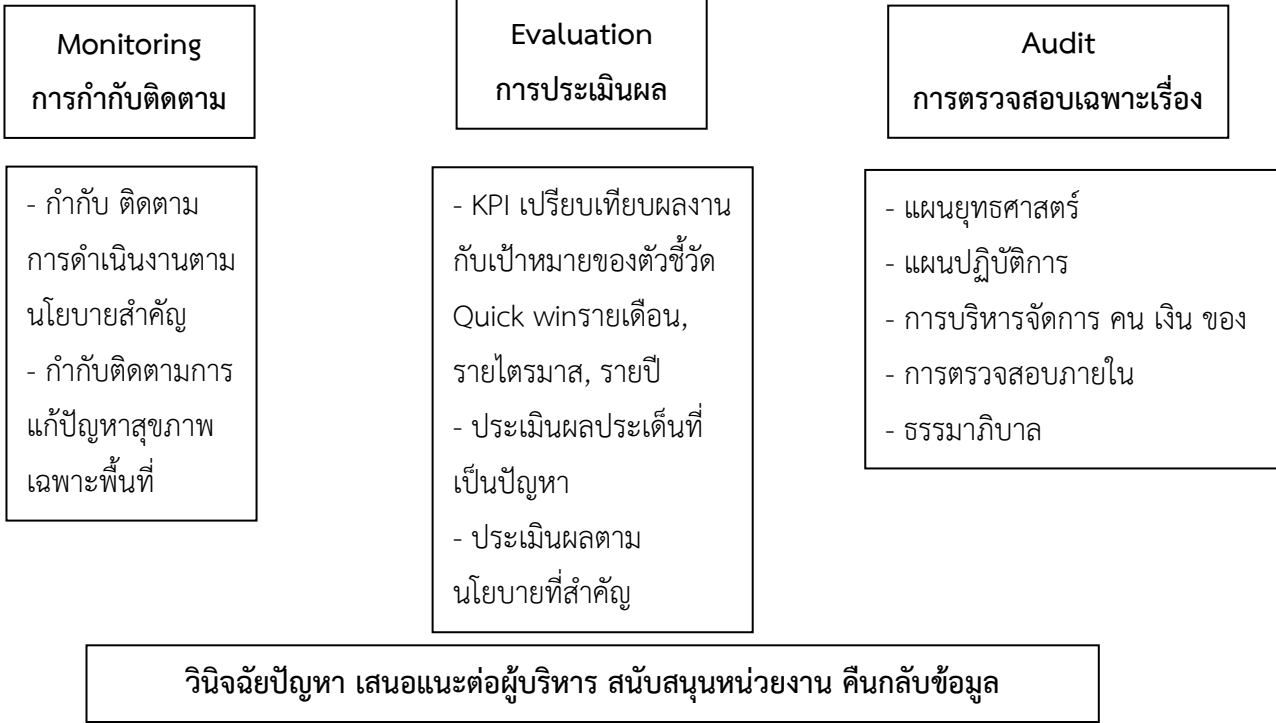 Monitoring
การกำกับติดตาม
Evaluation
การประเมินผล
Audit
การตรวจสอบเฉพาะเรื่อง
- กำกับ ติดตาม
การดำเนินงานตาม
นโยบายสำคัญ
- กำกับติดตามการ
แก้ปัญหาสุขภาพ
เฉพาะพื้นที่
- KPI เปรียบเทียบผลงาน
กับเป้าหมายของตัวชี้วัด
Quick winรายเดือน,
รายไตรมาส, รายปี
- ประเมินผลประเด็นที่
เป็นปัญหา
- ประเมินผลตาม
นโยบายที่สำคัญ
- แผนยุทธศาสตร์
- แผนปฏิบัติการ
- การบริหารจัดการ คน เงิน ของ
- การตรวจสอบภายใน
- ธรรมาภิบาล
วินิจฉัยปัญหา เสนอแนะต่อผู้บริหาร สนับสนุนหน่วยงาน คืนกลับข้อมูล